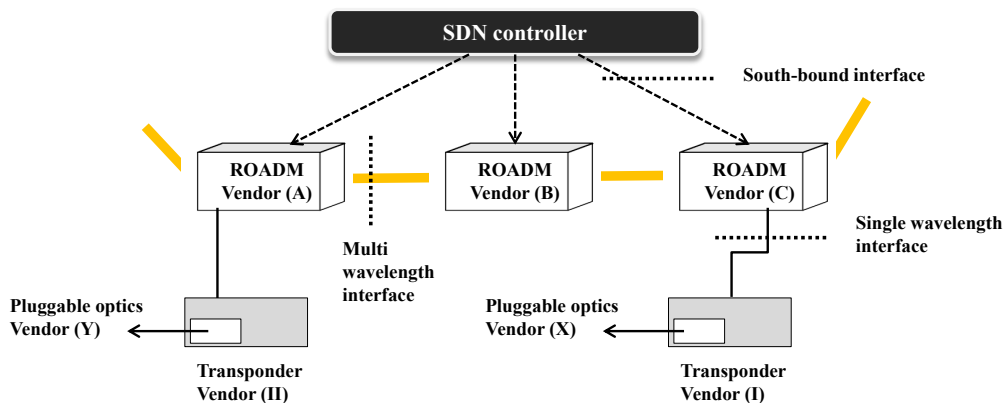 SDN controller
South-bound interface
ROADM
Vendor (A)
ROADM
Vendor (B)
ROADM
Vendor (C)
Multi
wavelength
interface
Single wavelength
interface
Pluggable optics
Vendor (Y)
Pluggable optics
Vendor (X)
Transponder
Vendor (II)
Transponder
Vendor (I)